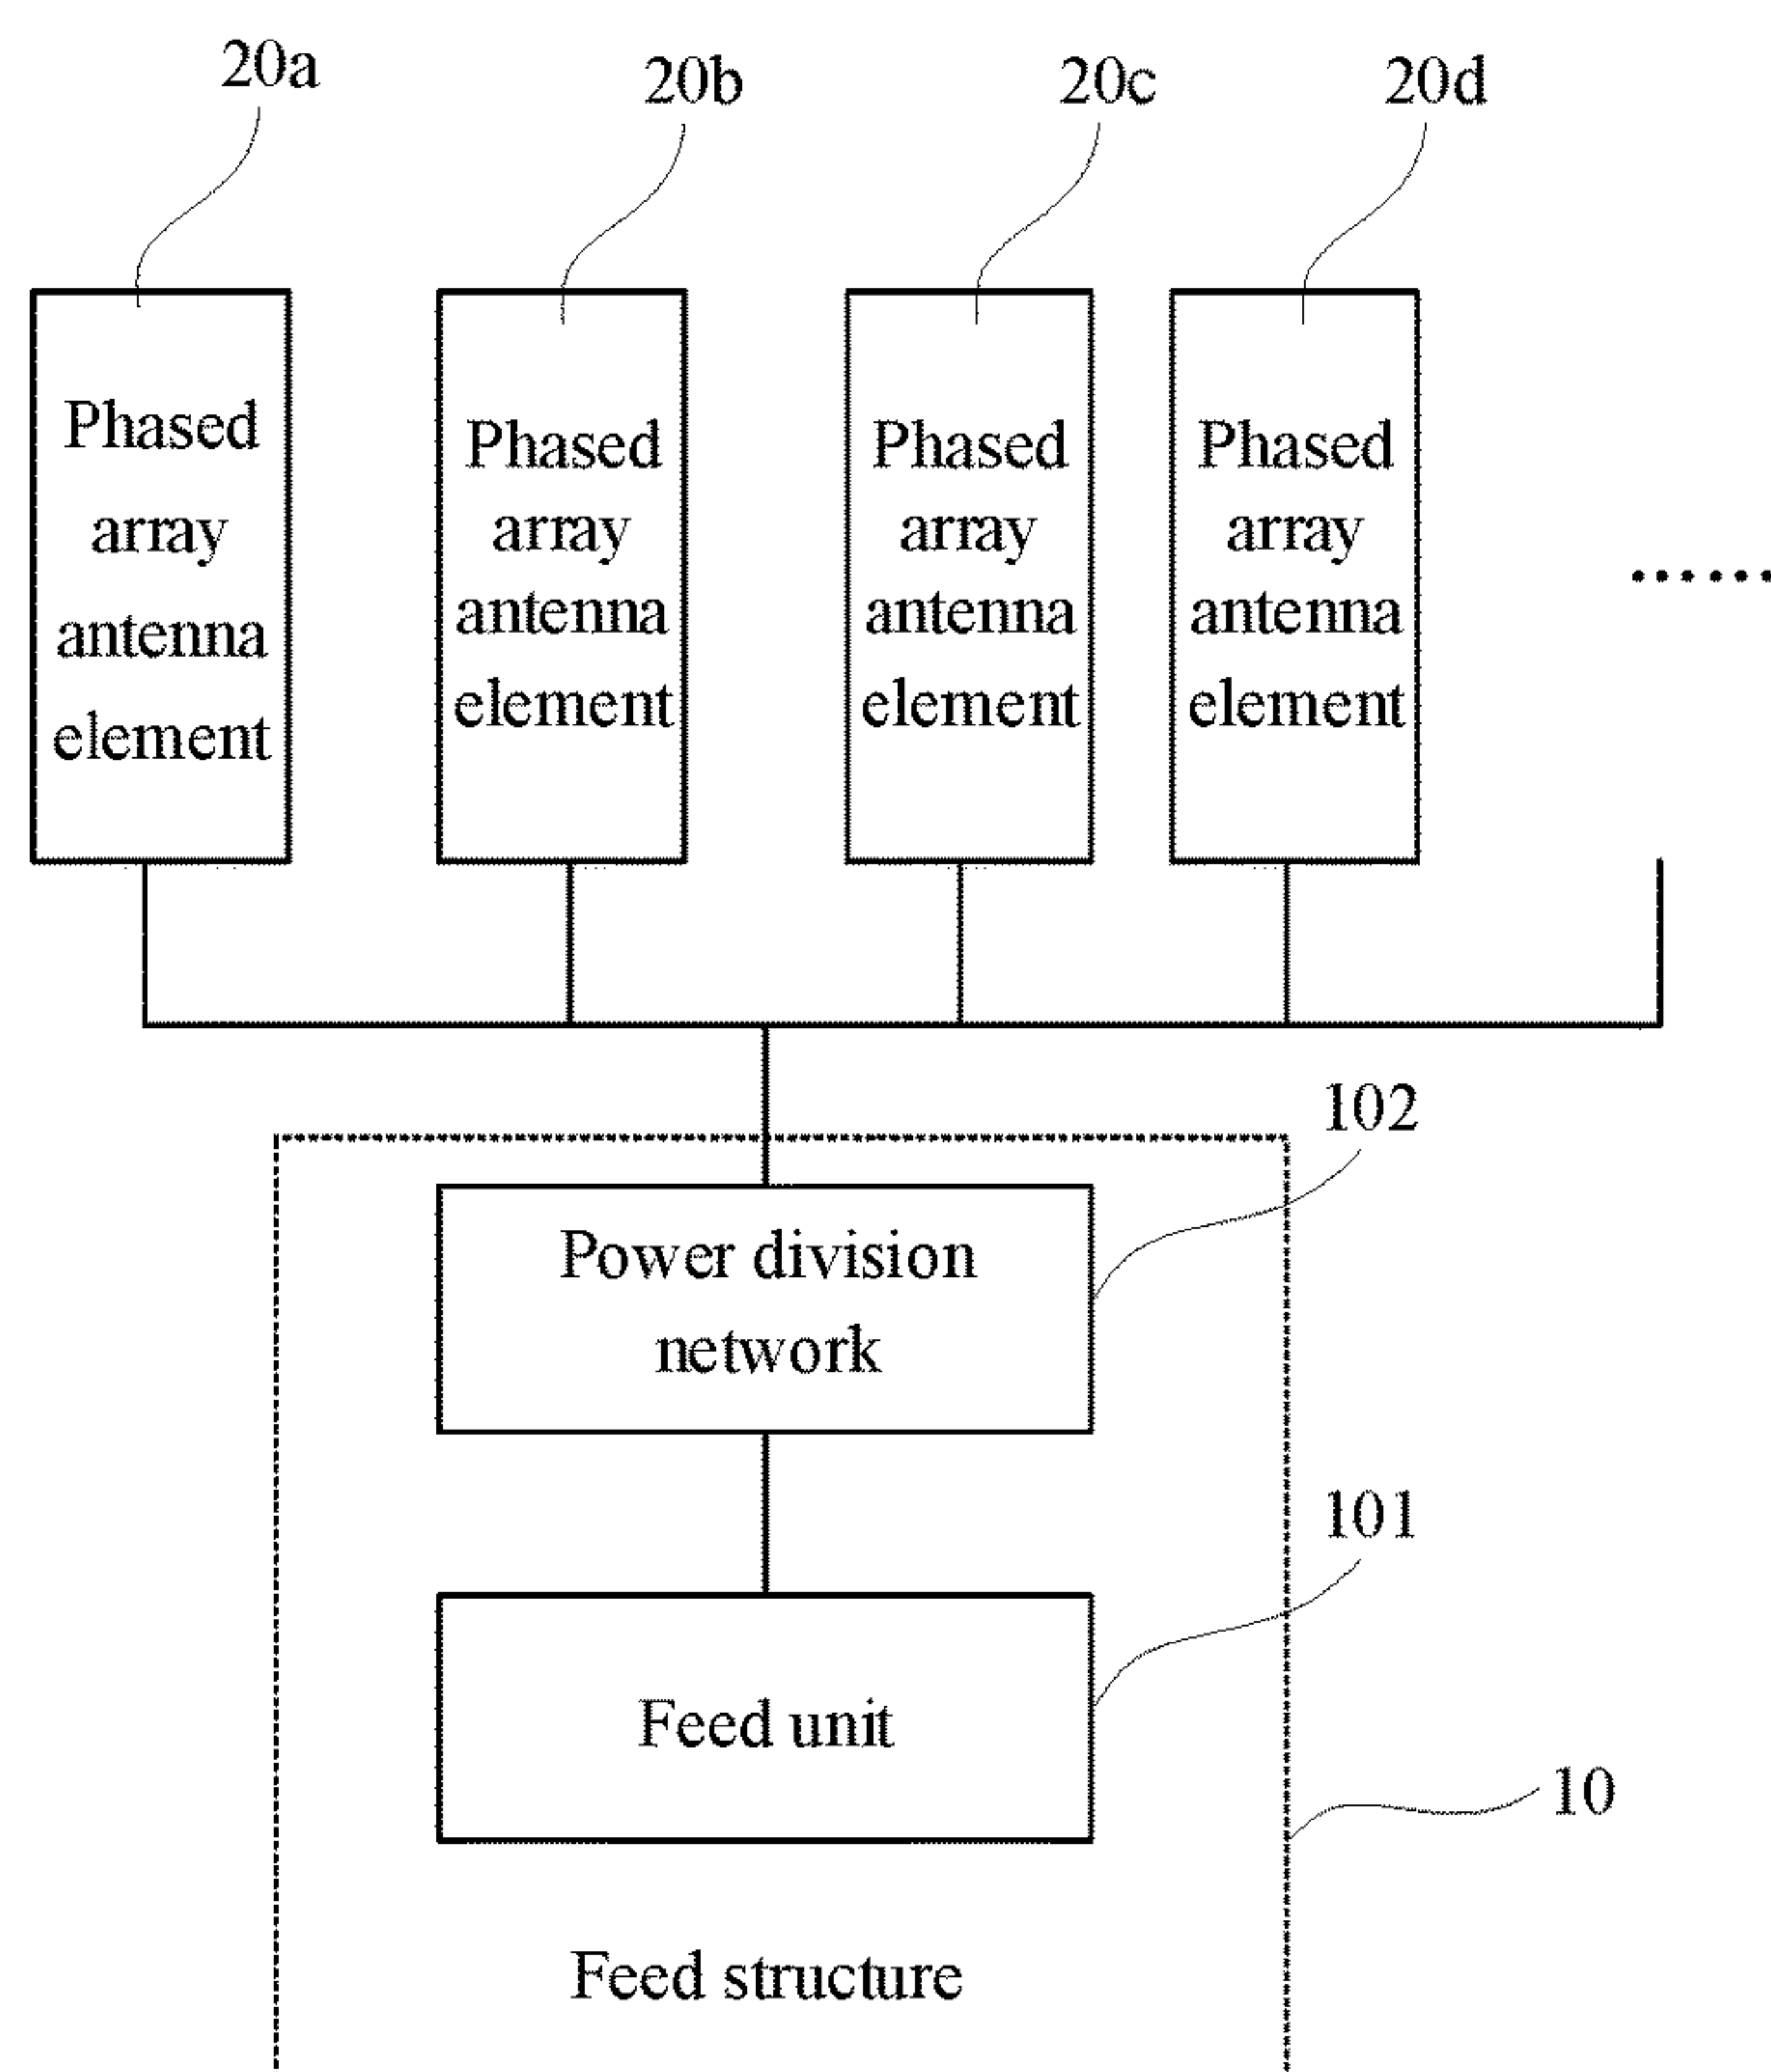 20a
20b
20c
20d
Phased
array
antenna
element
Phased
array
antenna
element
Phased
array
antenna
element
Phased
array
antenna
element
......
102
Power division
network
101
Feed unit
10
Feed structure